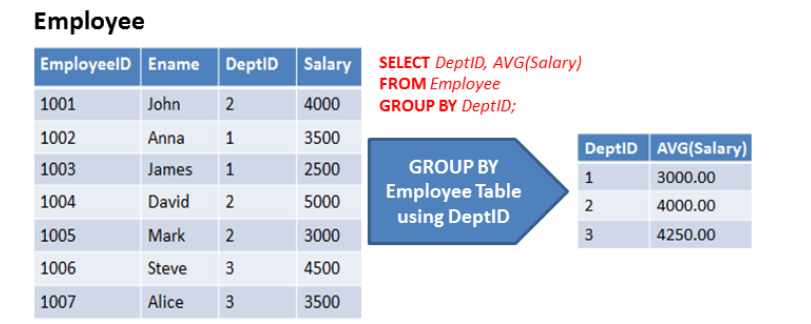 Employee
EmployeeID Ename DeptID Salary
1001 John 2 4000
1002 Anna 1 3500
1003 James 1 2500
1004 David 2 5000
1005 Mark 2 3000
1006 Steve 3 4500
1007 Alice 3 3500
SELECT DeptID, AVG(Salary)
FROM Employee
GROUP BY DeptID;
GROUP BY
Employee Table
using DeptID
DeptID AVG(Salary)
1 3000.00
2 4000.00
3 4250.00